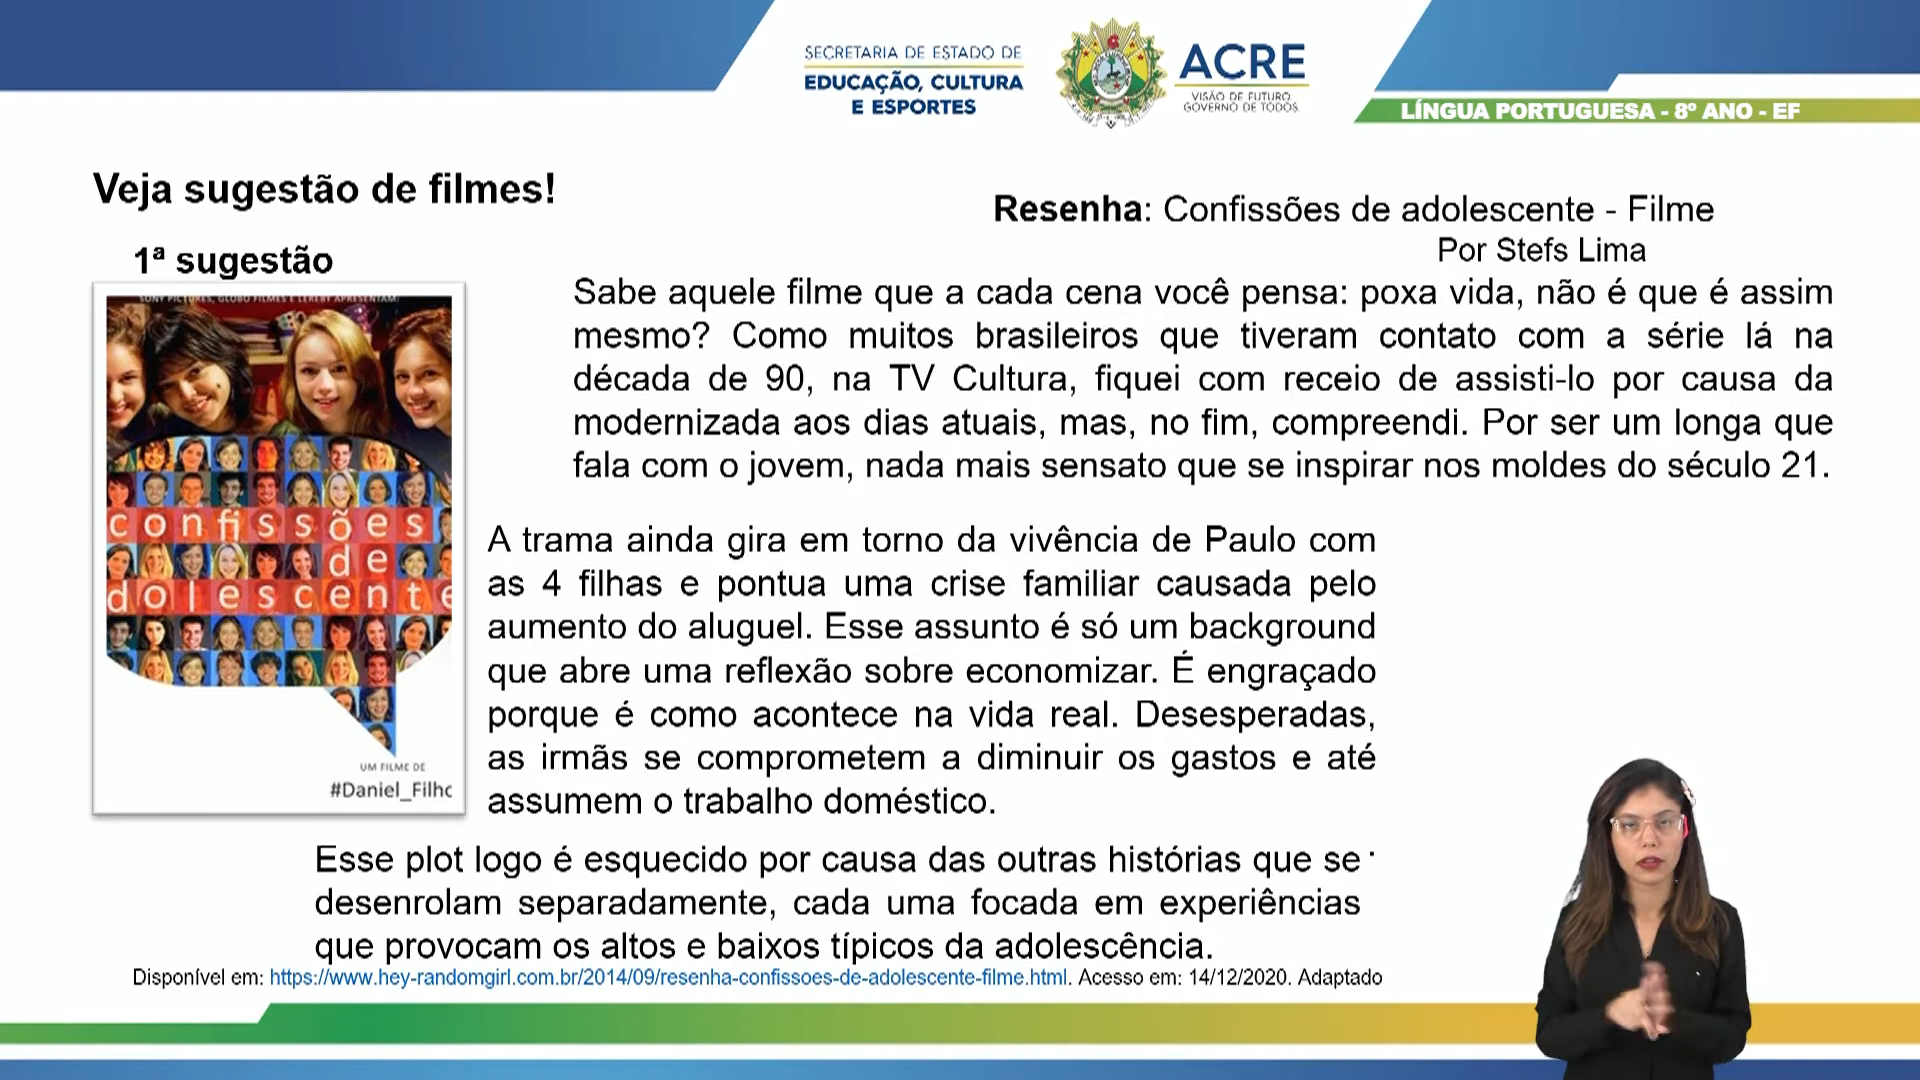 SECRETARIA DE ESTADO DE
EDUCAÇÃO, CULTURA
E ESPORTES
ACRE
VISÃO DE FUTURO
GOVERNO DE TODOS
LÍNGUA PORTUGUESA - 8º ANO - EF
Veja sugestão de filmes!
1ª sugestão
SONY PICTURES, GLOBO FILMES E LEREBY APRESENTAM
confissões
de
dolescente
UM FILME DE
#Daniel_Filho
Resenha: Confissões de adolescente - Filme
Por Stefs Lima
Sabe aquele filme que a cada cena você pensa: poxa vida, não é que é assim
mesmo? Como muitos brasileiros que tiveram contato com a série lá na
década de 90, na TV Cultura, fiquei com receio de assisti-lo por causa da
modernizada aos dias atuais, mas, no fim, compreendi. Por ser um longa que
fala com o jovem, nada mais sensato que se inspirar nos moldes do século 21.
A trama ainda gira em torno da vivência de Paulo com
as 4 filhas e pontua uma crise familiar causada pelo
aumento do aluguel. Esse assunto é só um background
que abre uma reflexão sobre economizar. É engraçado
porque é como acontece na vida real. Desesperadas,
as irmãs se comprometem a diminuir os gastos e até
assumem o trabalho doméstico.
Esse plot logo é esquecido por causa das outras histórias que se
desenrolam separadamente, cada uma focada em experiências
que provocam os altos e baixos típicos da adolescência.
Disponível em: https://www.hey-randomgirl.com.br/2014/09/resenha-confissoes-de-adolescente-filme.html. Acesso em: 14/12/2020. Adaptado